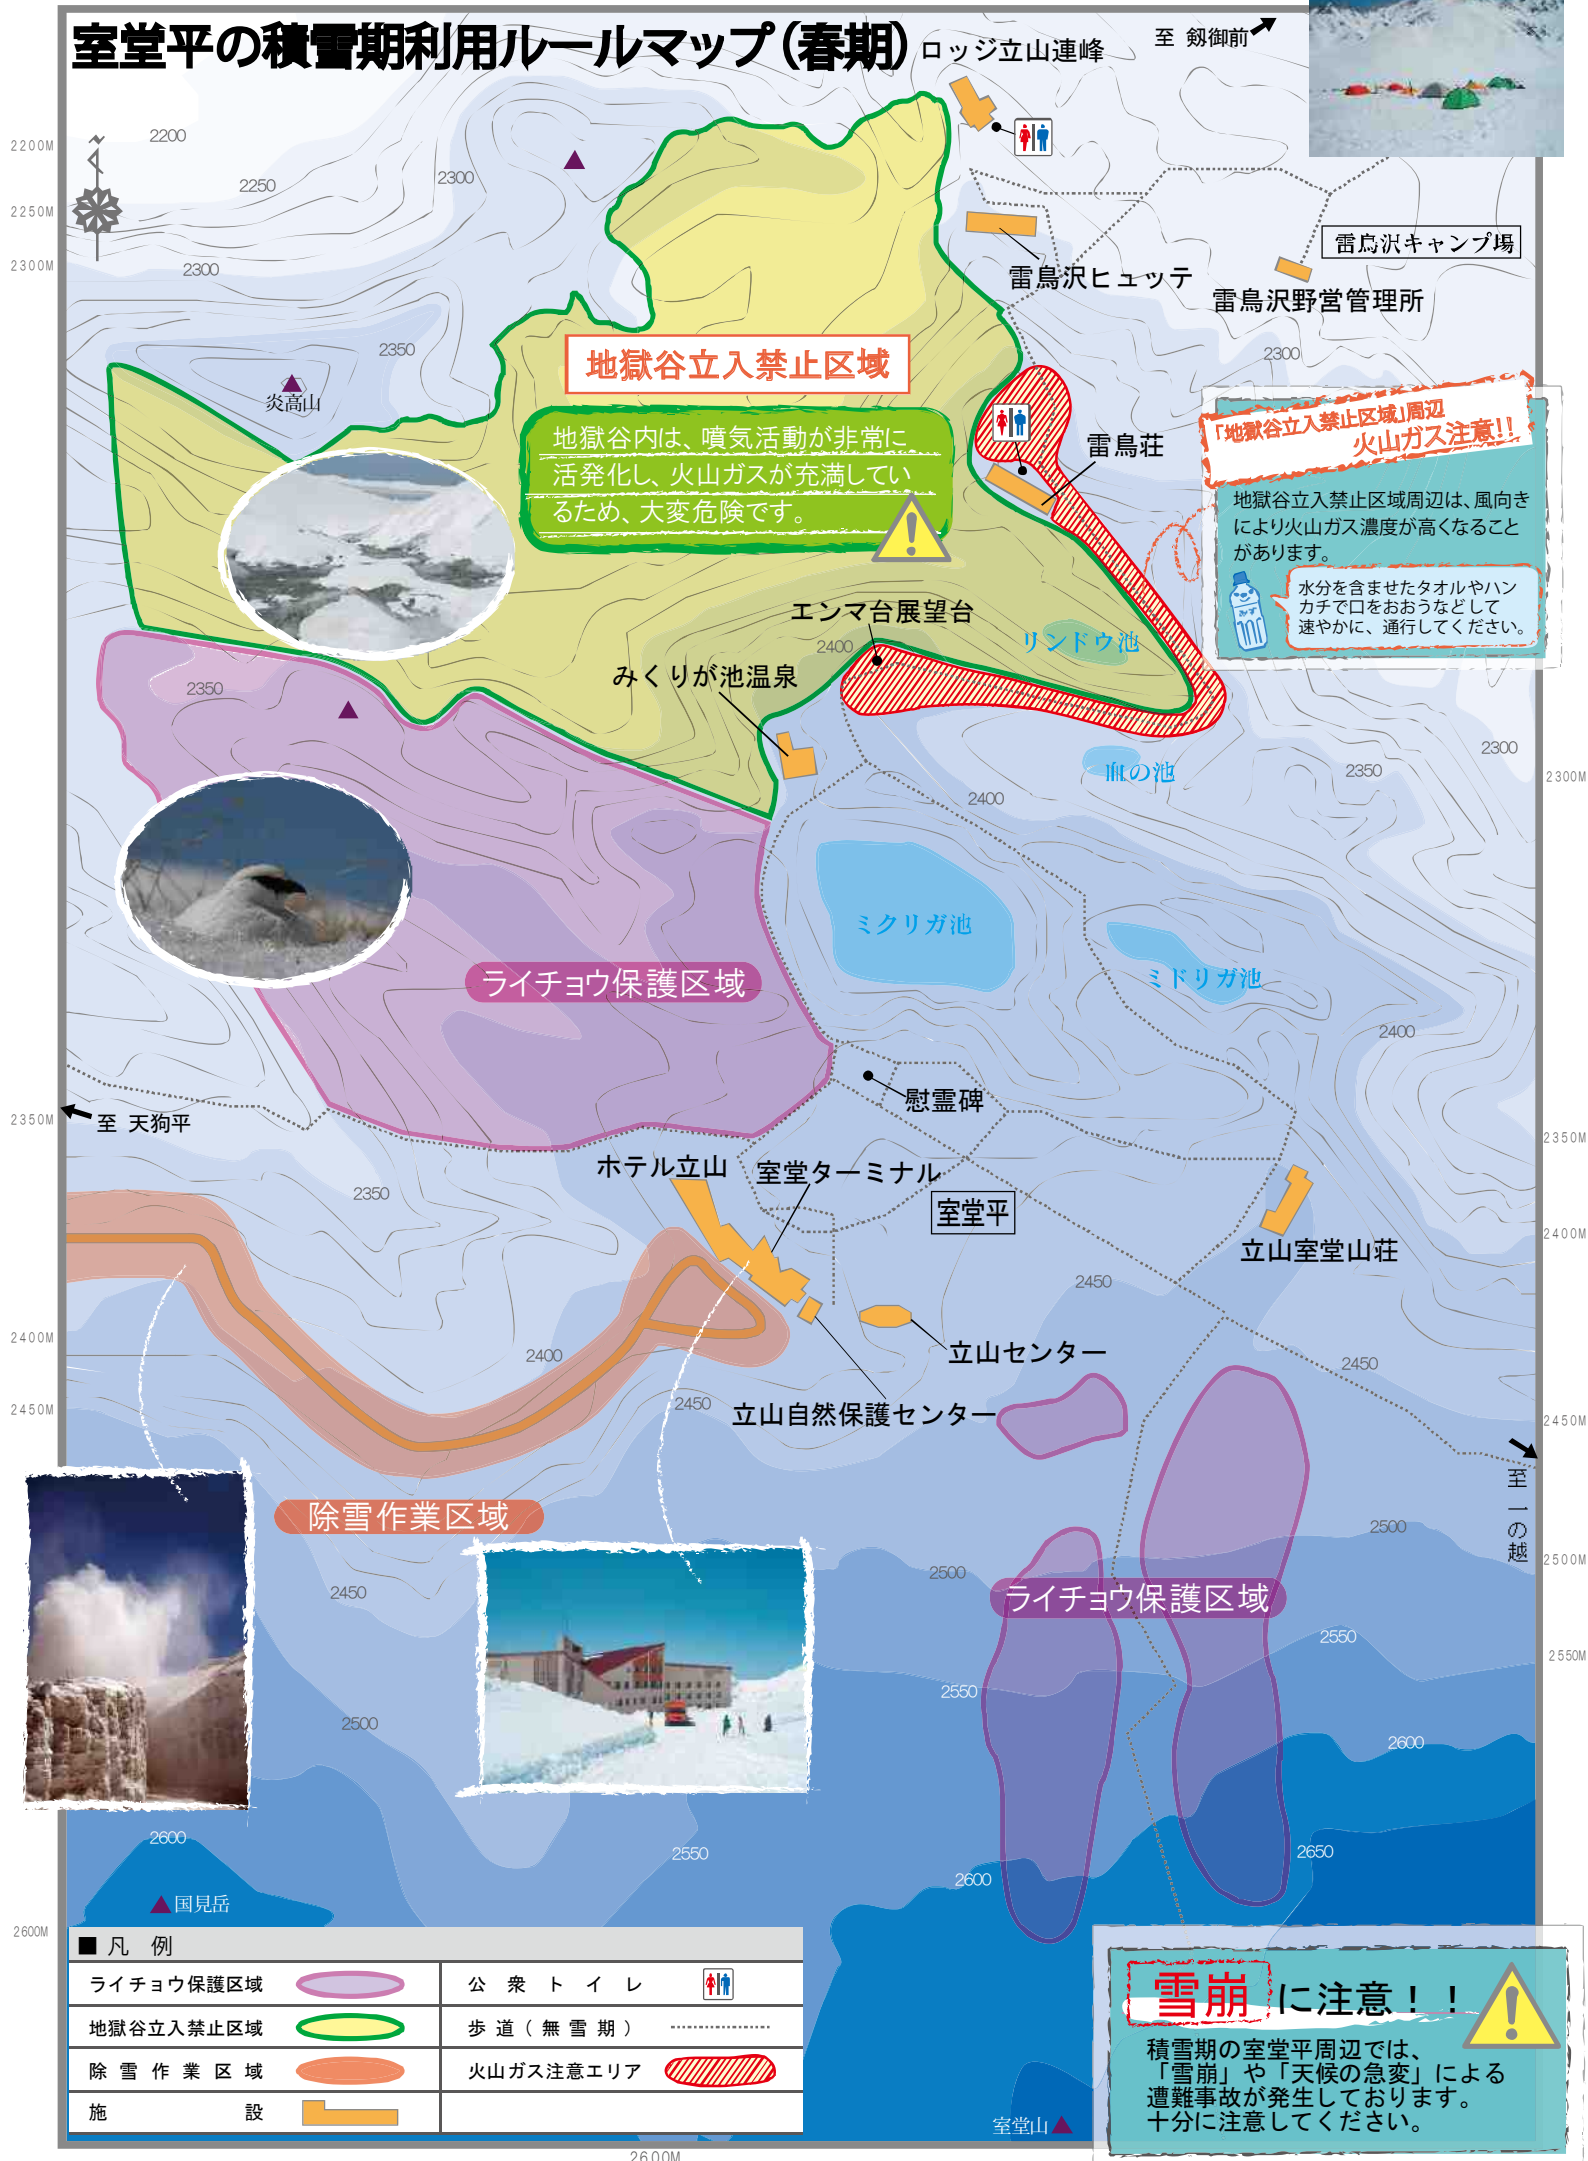 室堂平の積雪期利用ルールマップ（春期）
ロッジ立山連峰
至 剱御前
2200M
2200
2250
2300
2250M
2300M
2300
雷鳥沢キャンプ場
雷鳥沢ヒュッテ
雷鳥沢野営管理所
2350
2300
地獄谷立入禁止区域
炎高山
地獄谷内は、噴気活動が非常に
活発化し、火山ガスが充満してい
るため、大変危険です。
雷鳥荘
「地獄谷立入禁止区域」周辺
火山ガス注意!!
地獄谷立入禁止区域周辺は、風向き
により火山ガス濃度が高くなること
があります。
みず
水分を含ませたタオルやハン
カチで口をおおうなどして
速やかに、通行してください。
エンマ台展望台
リンドウ池
2400
みくりが池温泉
2350
血の池
2300
2350
2300M
2400
ミクリガ池
ミドリガ池
ライチョウ保護区域
2400
慰霊碑
2350M
至 天狗平
2350M
ホテル立山
室堂ターミナル
2350
室堂平
2400M
立山室堂山荘
2450
2400M
2400
立山センター
2450
2450M
2450
立山自然保護センター
2450M
至一の越
除雪作業区域
2500
2500M
2450
2500
ライチョウ保護区域
2550
2550M
2550
2500
2600
2600
2550
2650
2600
国見岳
2600M
■凡 例
ライチョウ保護区域
公衆トイレ
地獄谷立入禁止区域
歩道（無雪期）
除雪作業区域
火山ガス注意エリア
施設
雪崩に注意！！
積雪期の室堂平周辺では、
「雪崩」や「天候の急変」による
遭難事故が発生しております。
十分に注意してください。
室堂山
2600M